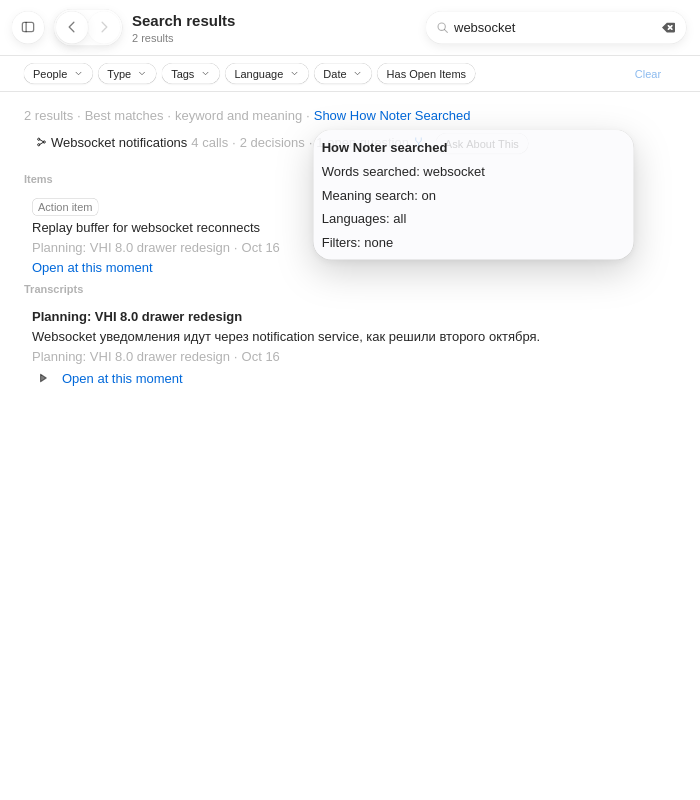 Search results
2 results
websocket
People
Type
Tags
Language
Date
Has Open Items
Clear
2 results · Best matches · keyword and meaning · Show How Noter Searched
Websocket notifications 4 calls · 2 decisions ·
Ask About This
How Noter searched
Words searched: websocket
Meaning search: on
Languages: all
Filters: none
Items
Action item
Replay buffer for websocket reconnects
Planning: VHI 8.0 drawer redesign · Oct 16
Open at this moment
Transcripts
Planning: VHI 8.0 drawer redesign
Websocket уведомления идут через notification service, как решили второго октября.
Planning: VHI 8.0 drawer redesign · Oct 16
Open at this moment